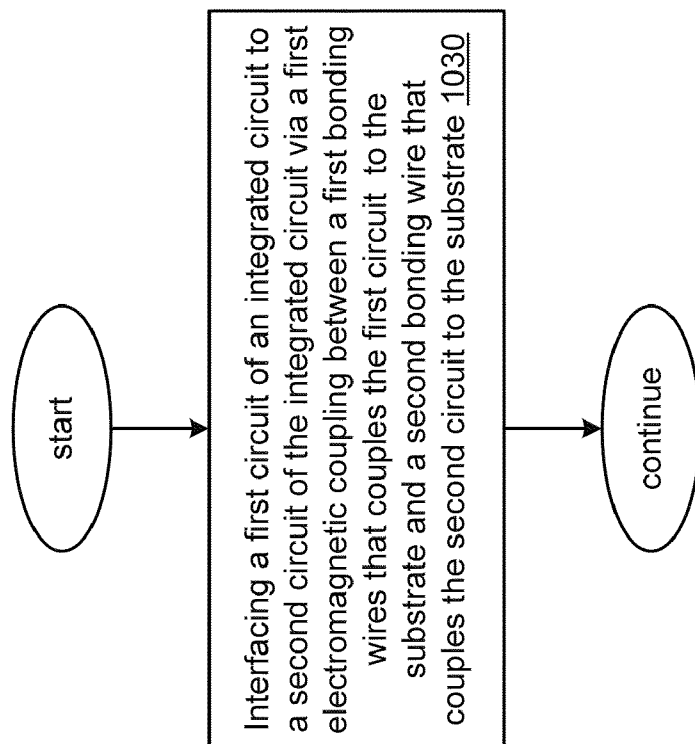 start
Interfacing a first circuit of an integrated circuit to
a second circuit of the integrated circuit via a first
electromagnetic coupling between a first bonding
wires that couples the first circuit to the
substrate and a second bonding wire that
couples the second circuit to the substrate 1030
continue